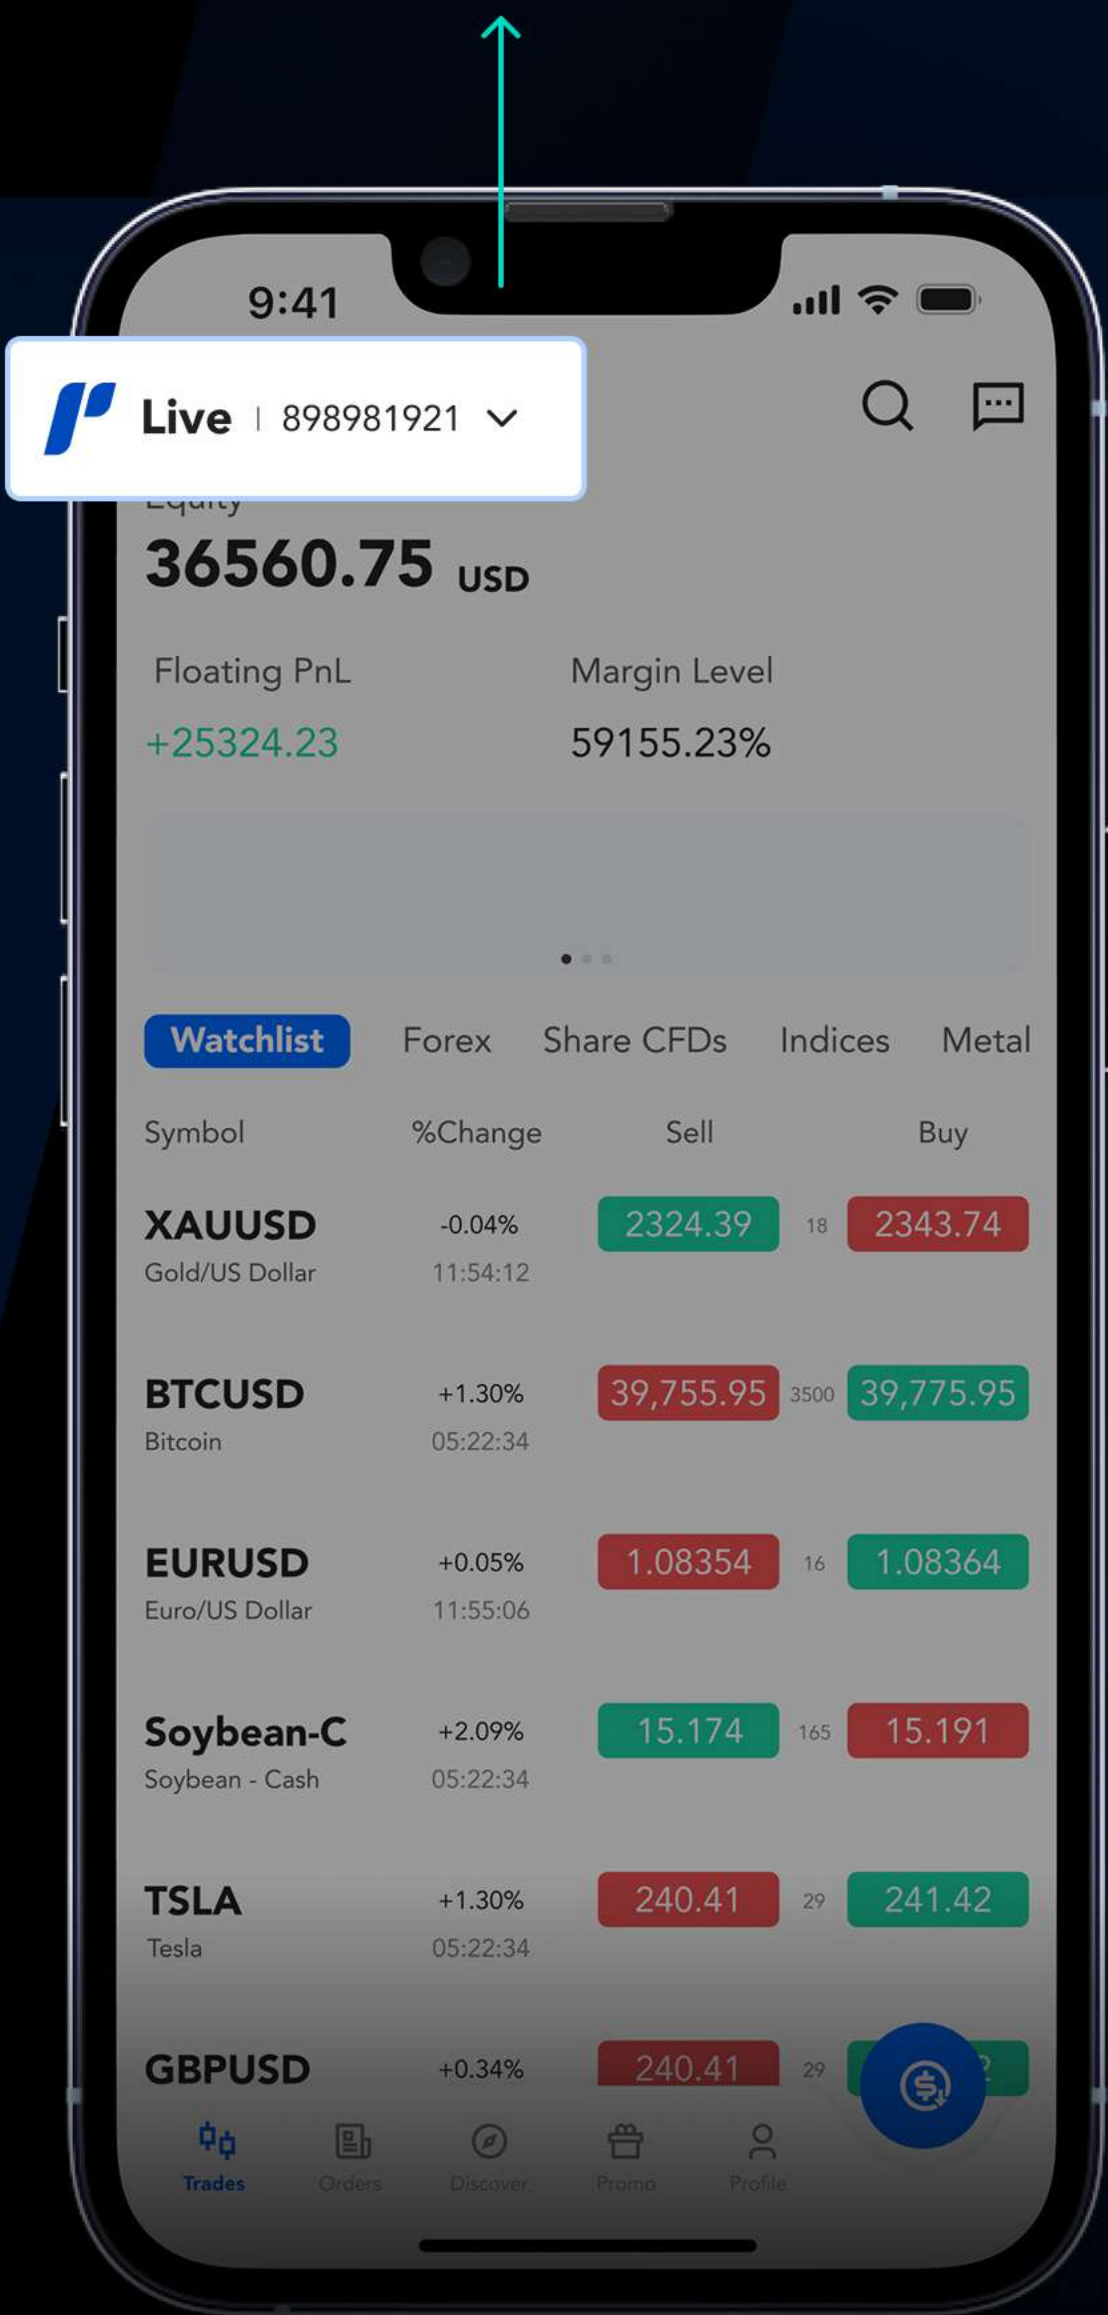 9:41
Live | 898981921
Equity
36560.75 USD
Floating PnL Margin Level
+25324.23 59155.23%
Watchlist Forex Share CFDs Indices Metal
Symbol %Change Sell Buy
XAUUSD -0.04% 2324.39 18 2343.74
Gold/US Dollar 11:54:12
BTCUSD +1.30% 39,755.95 3500 39,775.95
Bitcoin 05:22:34
EURUSD +0.05% 1.08354 16 1.08364
Euro/US Dollar 11:55:06
Soybean-C +2.09% 15.174 165 15.191
Soybean - Cash 05:22:34
TSLA +1.30% 240.41 29 241.42
Tesla 05:22:34
GBPUSD +0.34% 240.41 29
Trades Orders Discover Promo Profile